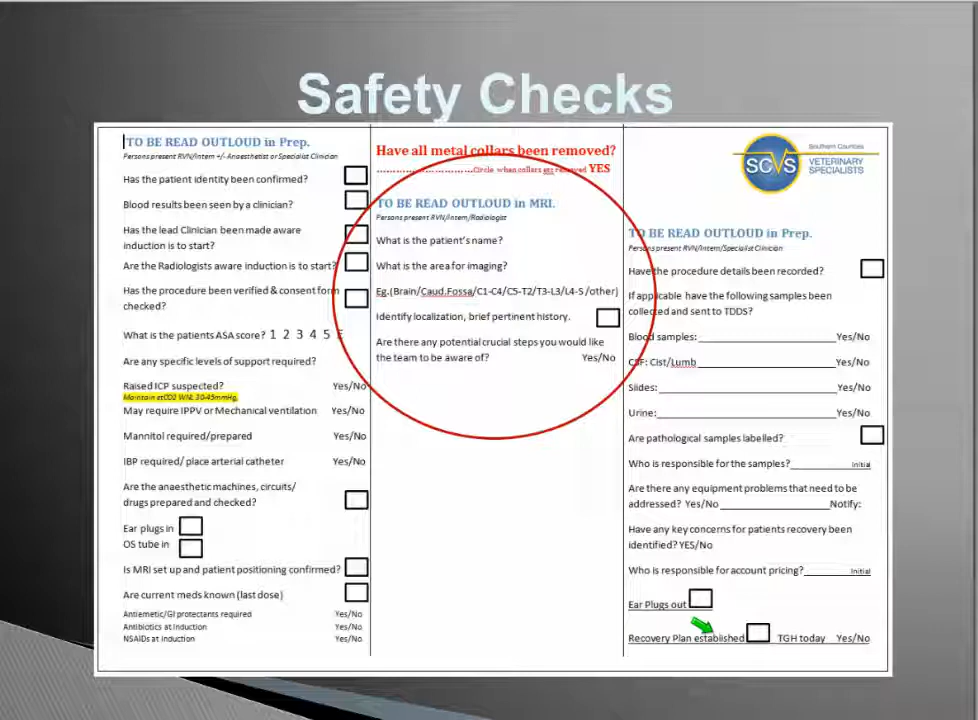 Safety Checks
TO BE READ OUTLOUD in Prep.
Persons present RVN/Intern +/- Anaesthetist or Specialist Clinician
Has the patient identity been confirmed?
Blood results been seen by a clinician?
Has the lead Clinician been made aware
induction is to start?
Are the Radiologists aware induction is to start?
Has the procedure been verified & consent form
checked?
What is the patients ASA score? 1 2 3 4 5 E
Are any specific levels of support required?
Raised ICP suspected? Yes/No
Maintain etCO2 WNL 30-45mmHg.
May require IPPV or Mechanical ventilation Yes/No
Mannitol required/prepared Yes/No
IBP required/ place arterial catheter Yes/No
Are the anaesthetic machines, circuits/
drugs prepared and checked?
Ear plugs in
OS tube in
Is MRI set up and patient positioning confirmed?
Are current meds known (last dose)
Antiemetic/GI protectants required Yes/No
Antibiotics at Induction Yes/No
NSAIDs at Induction Yes/No
Have all metal collars been removed?
..............................Circle when collars are removed YES
TO BE READ OUTLOUD in MRI.
Persons present RVN/Intern/Radiologist
What is the patient's name?
What is the area for imaging?
Eg.(Brain/Caud.Fossa/C1-C4/C5-T2/T3-L3/L4-S /other)
Identify localization, brief pertinent history.
Are there any potential crucial steps you would like
the team to be aware of? Yes/No
SCVS
Southern Counties
VETERINARY
SPECIALISTS
TO BE READ OUTLOUD in Prep.
Persons present RVN/Intern/Specialist Clinician
Have the procedure details been recorded?
If applicable have the following samples been
collected and sent to TDDS?
Blood samples: Yes/No
CSF: Cist/Lumb Yes/No
Slides: Yes/No
Urine: Yes/No
Are pathological samples labelled?
Who is responsible for the samples? Initial
Are there any equipment problems that need to be
addressed? Yes/No Notify:
Have any key concerns for patients recovery been
identified? YES/No
Who is responsible for account pricing? Initial
Ear Plugs out
Recovery Plan established TGH today Yes/No